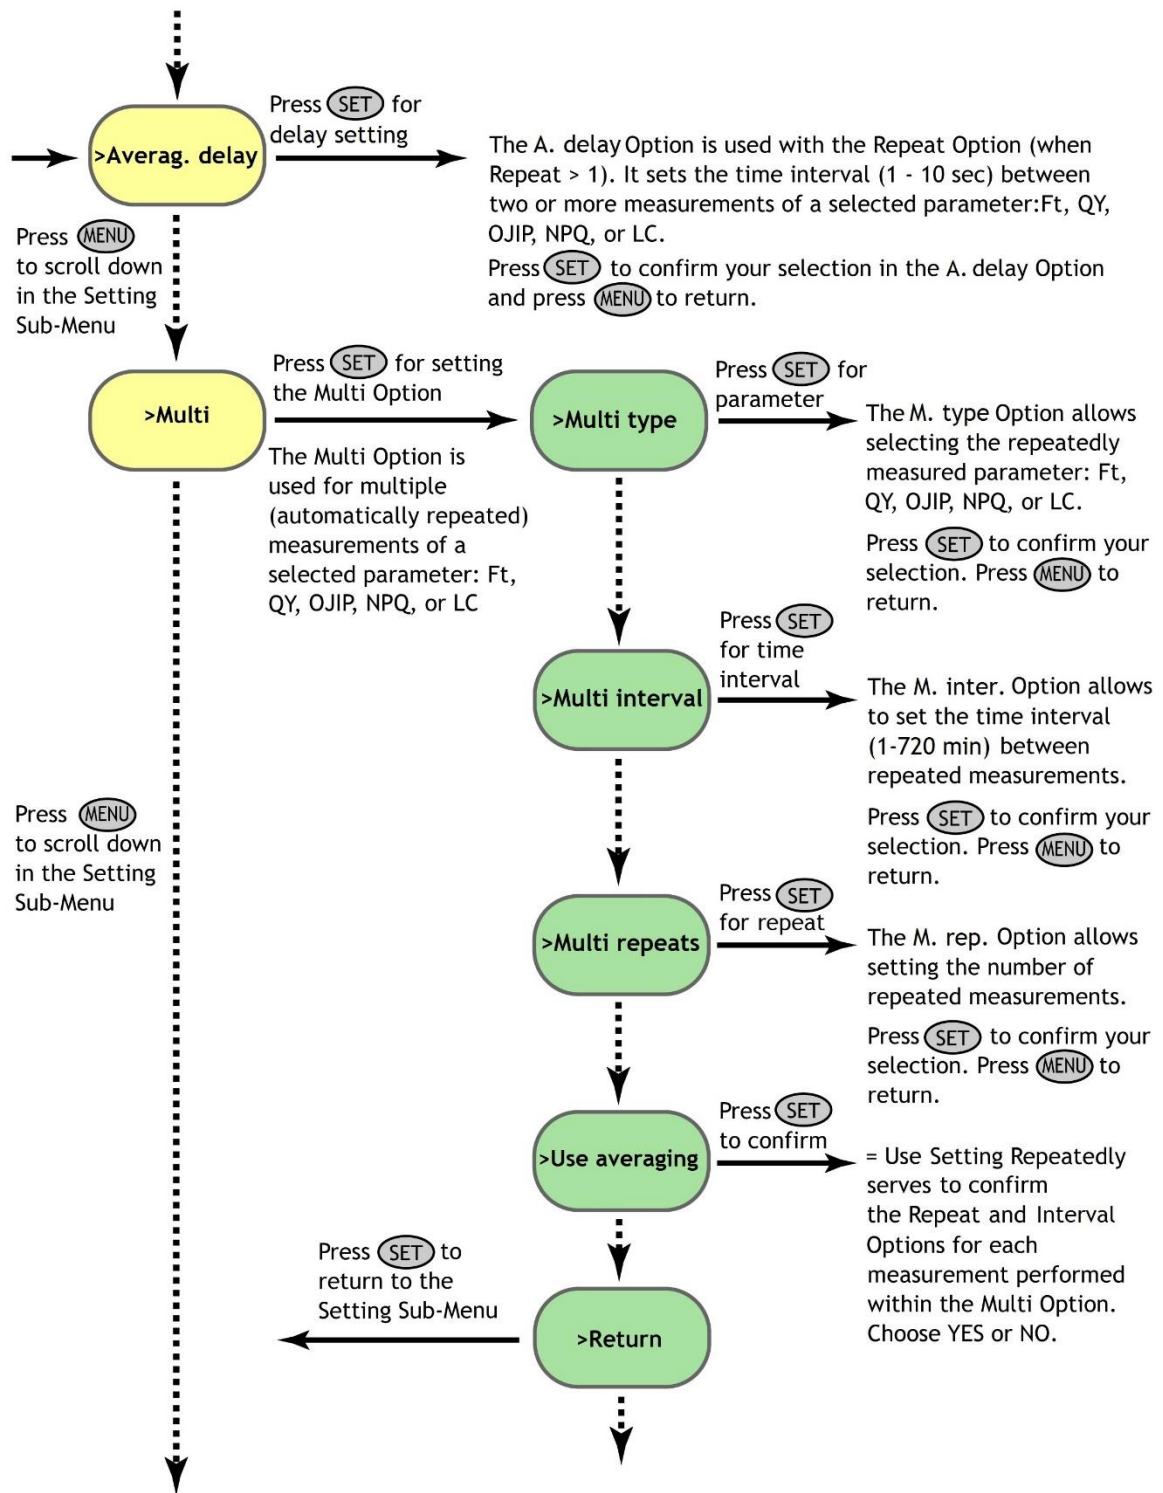 Press SET for
delay setting
>Averag. delay
The A. delay Option is used with the Repeat Option (when
Repeat > 1). It sets the time interval (1 - 10 sec) between
two or more measurements of a selected parameter:Ft, QY,
OJIP, NPQ, or LC.
Press SET to confirm your selection in the A. delay Option
and press MENU to return.
Press MENU
to scroll down
in the Setting
Sub-Menu
>Multi
Press SET for setting
the Multi Option
The Multi Option is
used for multiple
(automatically repeated)
measurements of a
selected parameter: Ft,
QY, OJIP, NPQ, or LC
>Multi type
Press SET for
parameter
The M. type Option allows
selecting the repeatedly
measured parameter: Ft,
QY, OJIP, NPQ, or LC.
Press SET to confirm your
selection. Press MENU to
return.
>Multi interval
Press SET
for time
interval
The M. inter. Option allows
to set the time interval
(1-720 min) between
repeated measurements.
Press SET to confirm your
selection. Press MENU to
return.
Press MENU
to scroll down
in the Setting
Sub-Menu
>Multi repeats
Press SET
for repeat
The M. rep. Option allows
setting the number of
repeated measurements.
Press SET to confirm your
selection. Press MENU to
return.
>Use averaging
Press SET
to confirm
= Use Setting Repeatedly
serves to confirm
the Repeat and Interval
Options for each
measurement performed
within the Multi Option.
Choose YES or NO.
Press SET to
return to the
Setting Sub-Menu
>Return